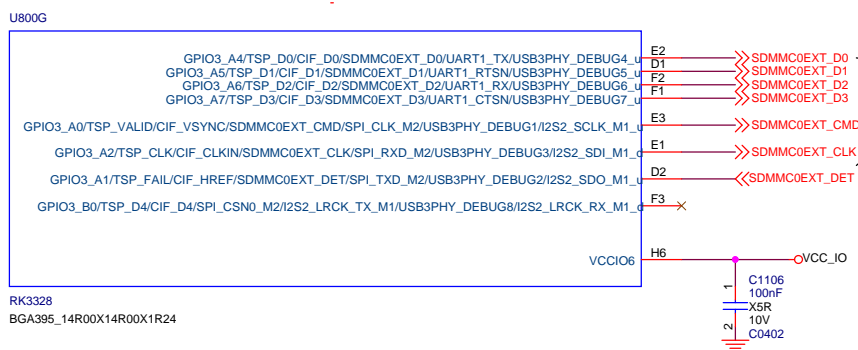 U800G
GPIO3_A4/TSP_D0/CIF_D0/SDMMC0EXT_D0/UART1_TX/USB3PHY_DEBUG4_u E2 SDMMC0EXT_D0
GPIO3_A5/TSP_D1/CIF_D1/SDMMC0EXT_D1/UART1_RTSN/USB3PHY_DEBUG5_u D1 SDMMC0EXT_D1
GPIO3_A6/TSP_D2/CIF_D2/SDMMC0EXT_D2/UART1_RX/USB3PHY_DEBUG6_u F2 SDMMC0EXT_D2
GPIO3_A7/TSP_D3/CIF_D3/SDMMC0EXT_D3/UART1_CTSN/USB3PHY_DEBUG7_u F1 SDMMC0EXT_D3
GPIO3_A0/TSP_VALID/CIF_VSYNC/SDMMC0EXT_CMD/SPI_CLK_M2/USB3PHY_DEBUG1/I2S2_SCLK_M1_u E3 SDMMC0EXT_CMD
GPIO3_A2/TSP_CLK/CIF_CLKIN/SDMMC0EXT_CLK/SPI_RXD_M2/USB3PHY_DEBUG3/I2S2_SDI_M1_d E1 SDMMC0EXT_CLK
GPIO3_A1/TSP_FAIL/CIF_HREF/SDMMC0EXT_DET/SPI_TXD_M2/USB3PHY_DEBUG2/I2S2_SDO_M1_u D2 SDMMC0EXT_DET
GPIO3_B0/TSP_D4/CIF_D4/SPI_CSN0_M2/I2S2_LRCK_TX_M1/USB3PHY_DEBUG8/I2S2_LRCK_RX_M1_d F3
VCCIO6 H6 VCC_IO
RK3328
BGA395_14R00X14R00X1R24
1
2
C1106
100nF
X5R
10V
C0402